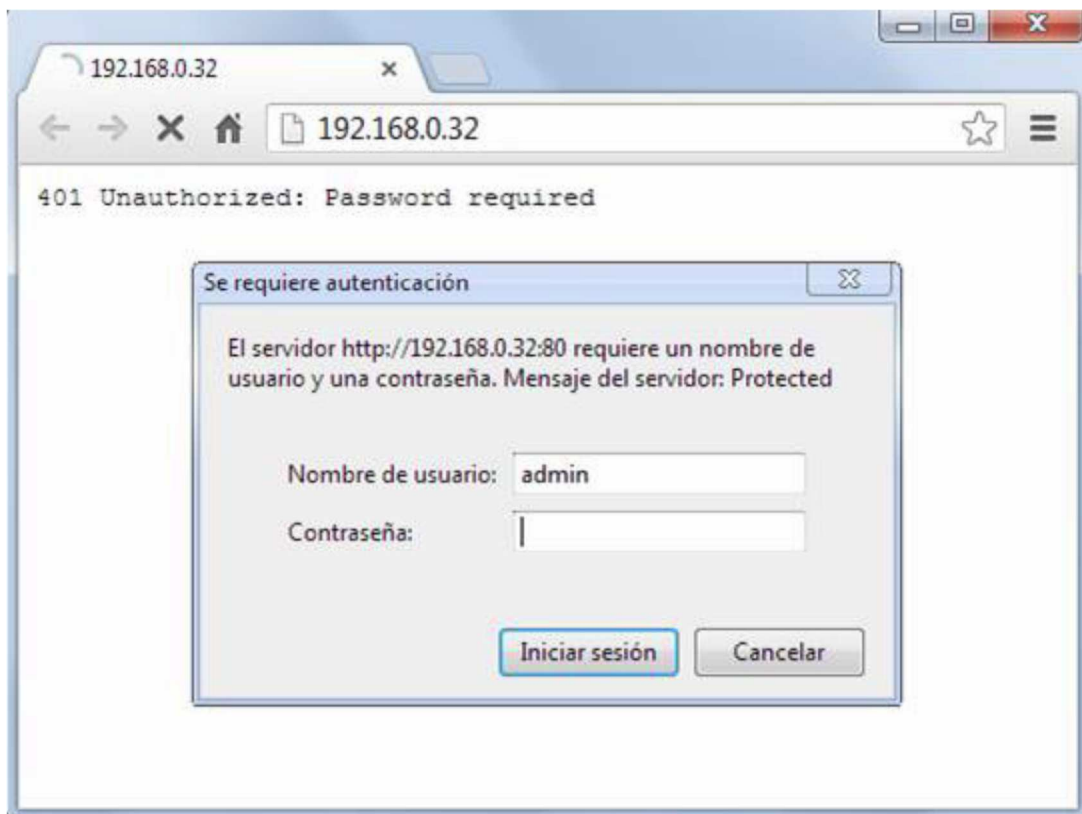 192.168.0.32
192.168.0.32
401 Unauthorized: Password required
Se requiere autenticación
El servidor http://192.168.0.32:80 requiere un nombre de
usuario y una contraseña. Mensaje del servidor: Protected
Nombre de usuario: admin
Contraseña:
Iniciar sesión Cancelar